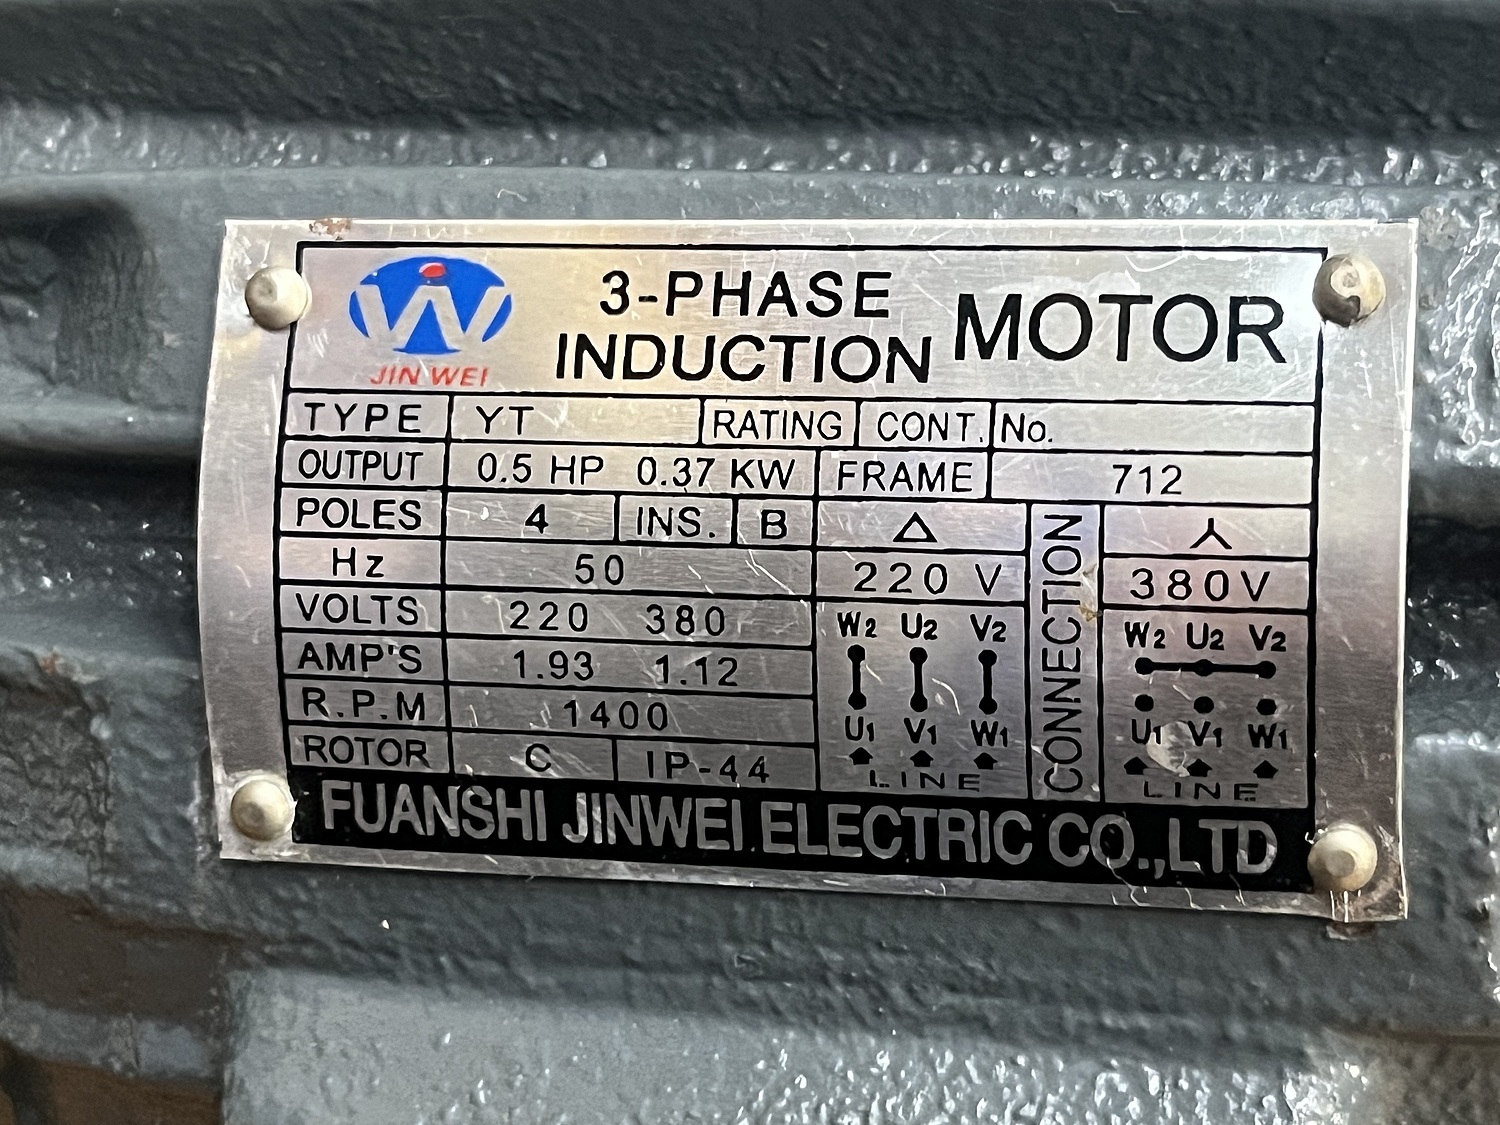 JIN WEI
3-PHASE
INDUCTION MOTOR
TYPE YT RATING CONT. No.
OUTPUT 0.5 HP 0.37 KW FRAME 712
POLES 4 INS. B △ CONNECTION 人
Hz 50 220 V 380V
VOLTS 220 380 W2 U2 V2 W2 U2 V2
AMP'S 1.93 1.12
R.P.M 1400 U1 V1 W1 U1 V1 W1
ROTOR C IP-44 LINE LINE
FUANSHI JINWEI ELECTRIC CO.,LTD